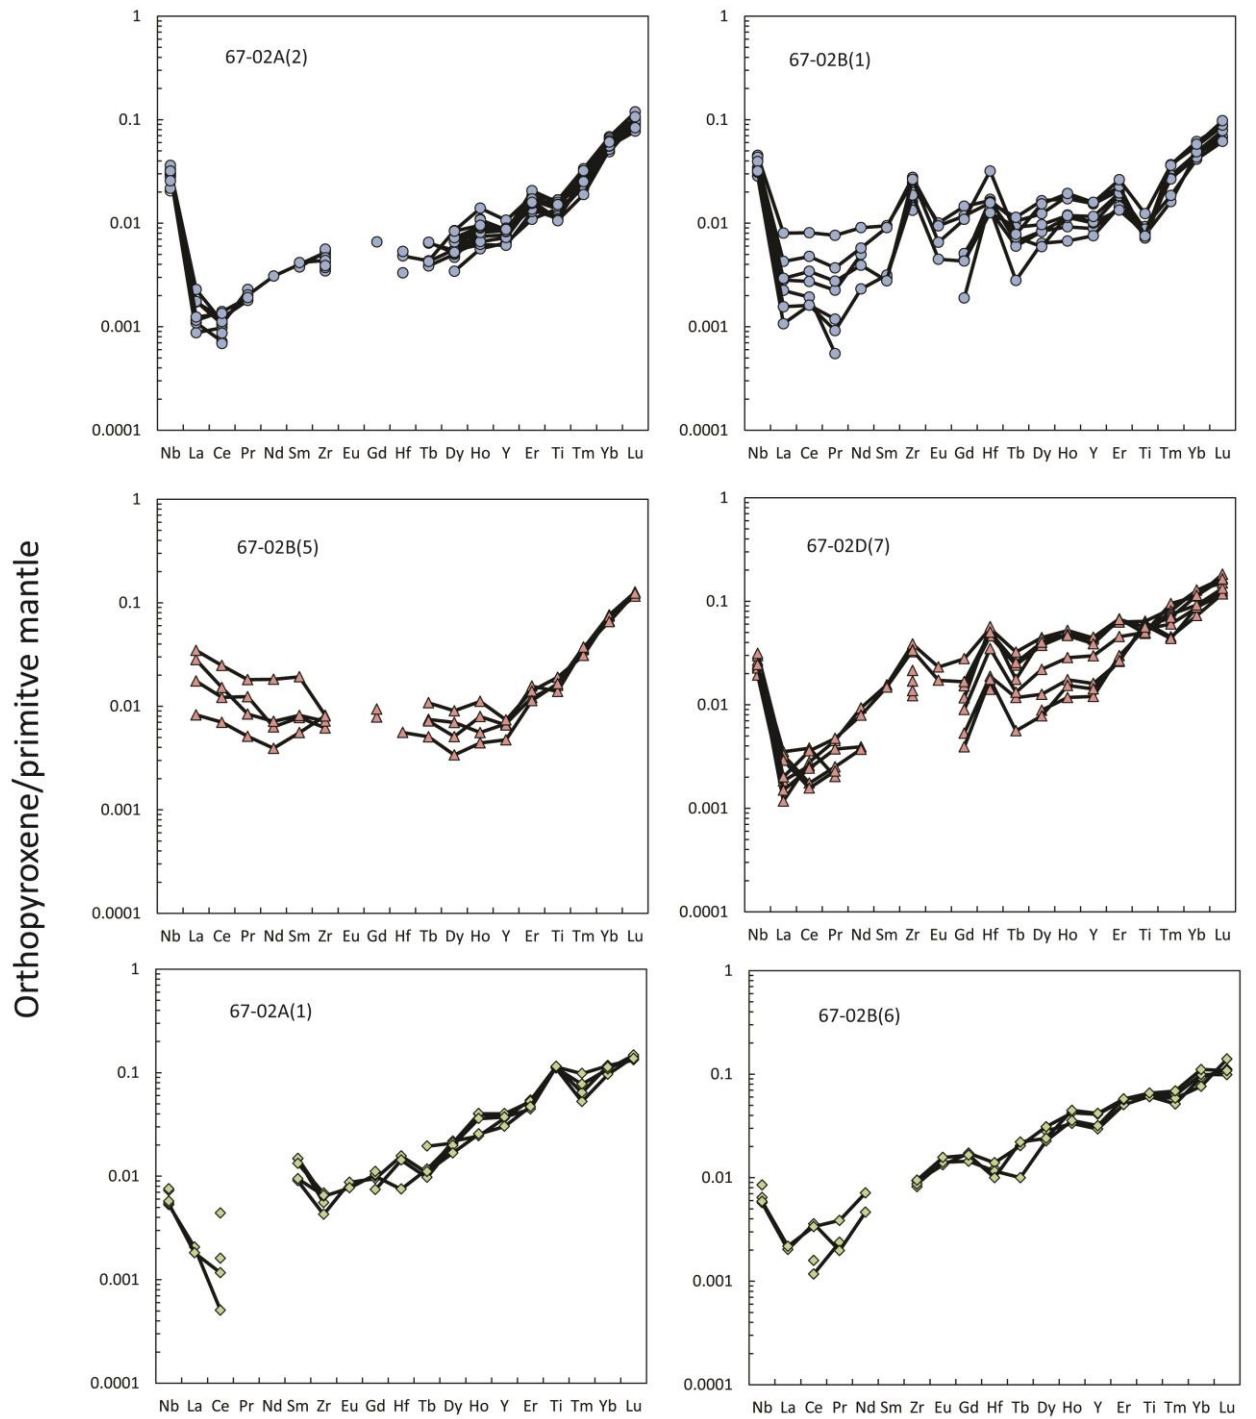 Orthopyroxene/primitve mantle
67-02A(2)
1
0.1
0.01
0.001
0.0001
Nb La Ce Pr Nd Sm Zr Eu Gd Hf Tb Dy Ho Y Er Ti Tm Yb Lu
67-02B(1)
1
0.1
0.01
0.001
0.0001
Nb La Ce Pr Nd Sm Zr Eu Gd Hf Tb Dy Ho Y Er Ti Tm Yb Lu
67-02B(5)
1
0.1
0.01
0.001
0.0001
Nb La Ce Pr Nd Sm Zr Eu Gd Hf Tb Dy Ho Y Er Ti Tm Yb Lu
67-02D(7)
1
0.1
0.01
0.001
0.0001
Nb La Ce Pr Nd Sm Zr Eu Gd Hf Tb Dy Ho Y Er Ti Tm Yb Lu
67-02A(1)
1
0.1
0.01
0.001
0.0001
Nb La Ce Pr Nd Sm Zr Eu Gd Hf Tb Dy Ho Y Er Ti Tm Yb Lu
67-02B(6)
1
0.1
0.01
0.001
0.0001
Nb La Ce Pr Nd Sm Zr Eu Gd Hf Tb Dy Ho Y Er Ti Tm Yb Lu